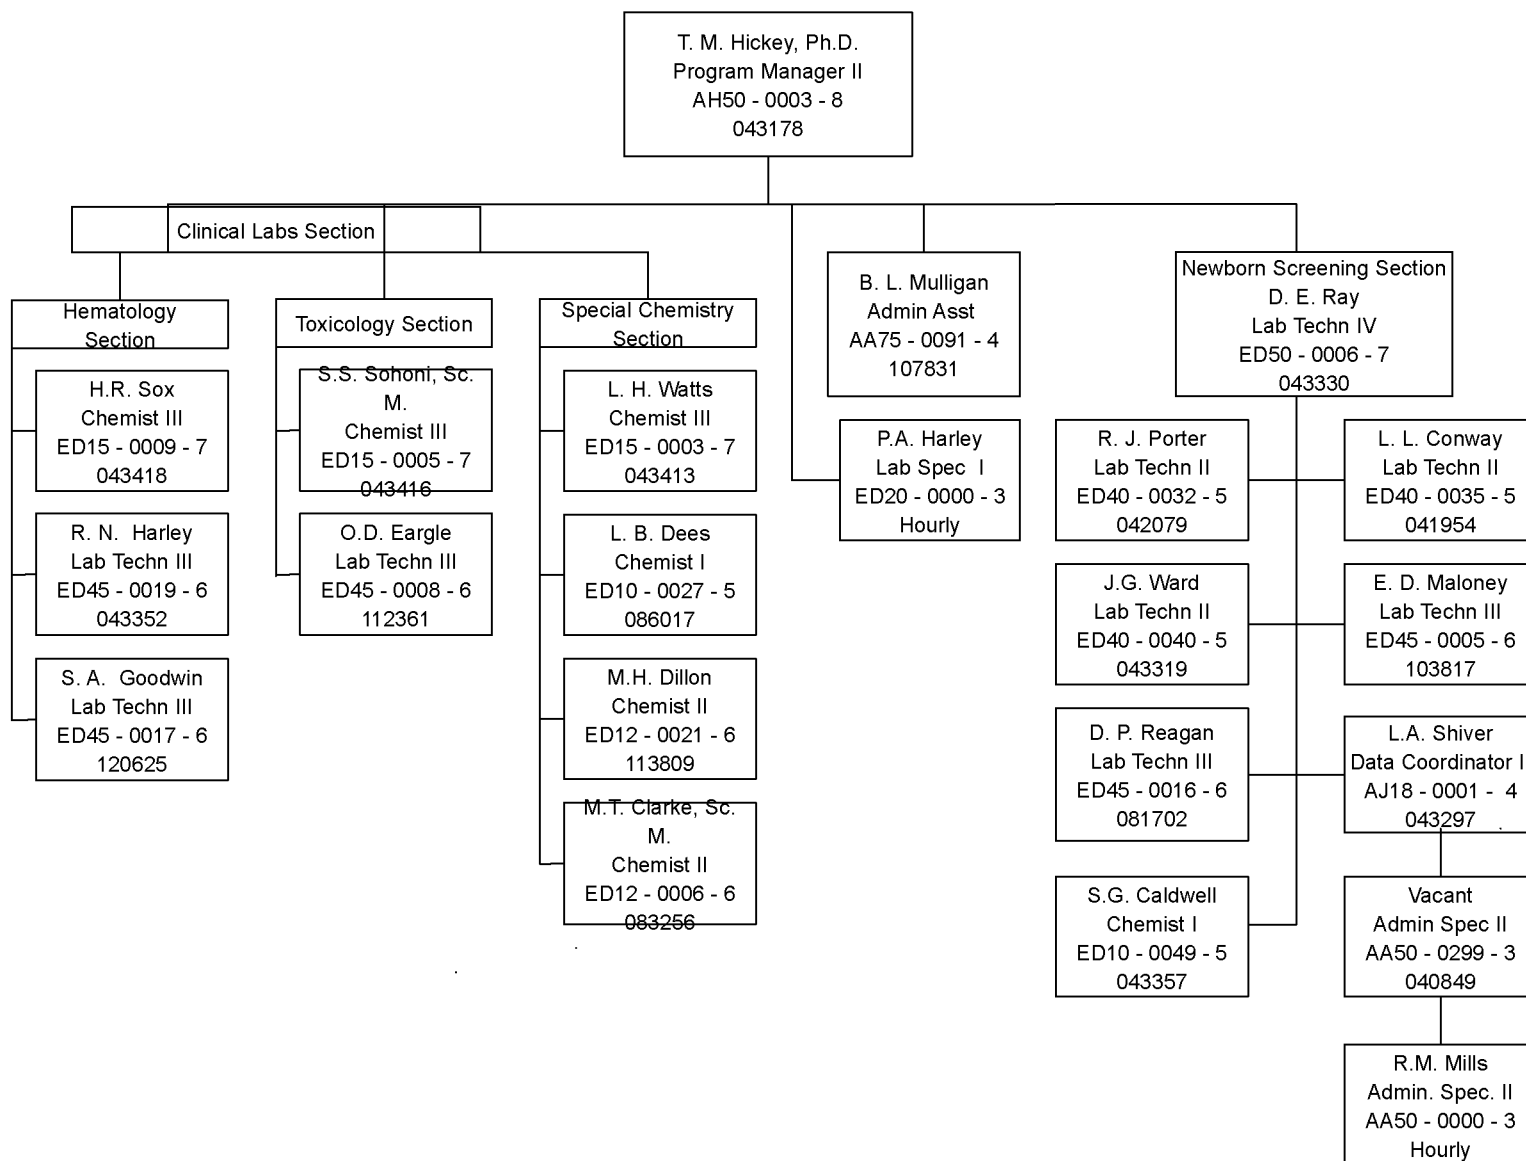 T. M. Hickey, Ph.D.
Program Manager II
AH50 - 0003 - 8
043178
Clinical Labs Section
Hematology
Section
H.R. Sox
Chemist III
ED15 - 0009 - 7
043418
R. N.  Harley
Lab Techn III
ED45 - 0019 - 6
043352
S. A.  Goodwin
Lab Techn III
ED45 - 0017 - 6
120625
Toxicology Section
S.S. Sohoni, Sc.
M.
Chemist III
ED15 - 0005 - 7
043416
O.D. Eargle
Lab Techn III
ED45 - 0008 - 6
112361
Special Chemistry
Section
L. H. Watts
Chemist III
ED15 - 0003 - 7
043413
L. B. Dees
Chemist I
ED10 - 0027 - 5
086017
M.H. Dillon
Chemist II
ED12 - 0021 - 6
113809
M.T. Clarke, Sc.
M.
Chemist II
ED12 - 0006 - 6
083256
B. L. Mulligan
Admin Asst
AA75 - 0091 - 4
107831
P.A. Harley
Lab Spec  I
ED20 - 0000 - 3
Hourly
Newborn Screening Section
D. E. Ray
Lab Techn IV
ED50 - 0006 - 7
043330
R. J. Porter
Lab Techn II
ED40 - 0032 - 5
042079
L. L. Conway
Lab Techn II
ED40 - 0035 - 5
041954
J.G. Ward
Lab Techn II
ED40 - 0040 - 5
043319
E. D. Maloney
Lab Techn III
ED45 - 0005 - 6
103817
D. P. Reagan
Lab Techn III
ED45 - 0016 - 6
081702
L.A. Shiver
Data Coordinator I
AJ18 - 0001 -  4
043297
S.G. Caldwell
Chemist I
ED10 - 0049 - 5
043357
Vacant
Admin Spec II
AA50 - 0299 - 3
040849
R.M. Mills
Admin. Spec. II
AA50 - 0000 - 3
Hourly